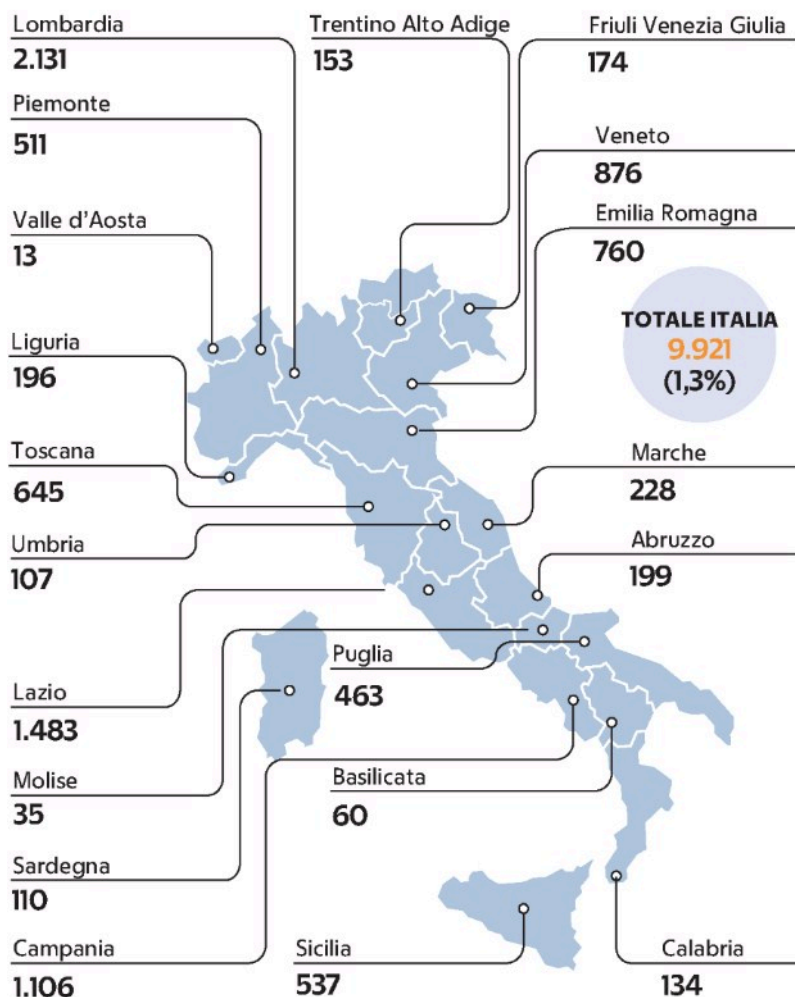 Lombardia
2.131
Trentino Alto Adige
153
Friuli Venezia Giulia
174
Piemonte
511
Veneto
876
Valle d'Aosta
13
Emilia Romagna
760
TOTALE ITALIA
9.921
(1,3%)
Liguria
196
Toscana
645
Marche
228
Umbria
107
Abruzzo
199
Puglia
463
Lazio
1.483
Molise
35
Basilicata
60
Sardegna
110
Campania
1.106
Sicilia
537
Calabria
134